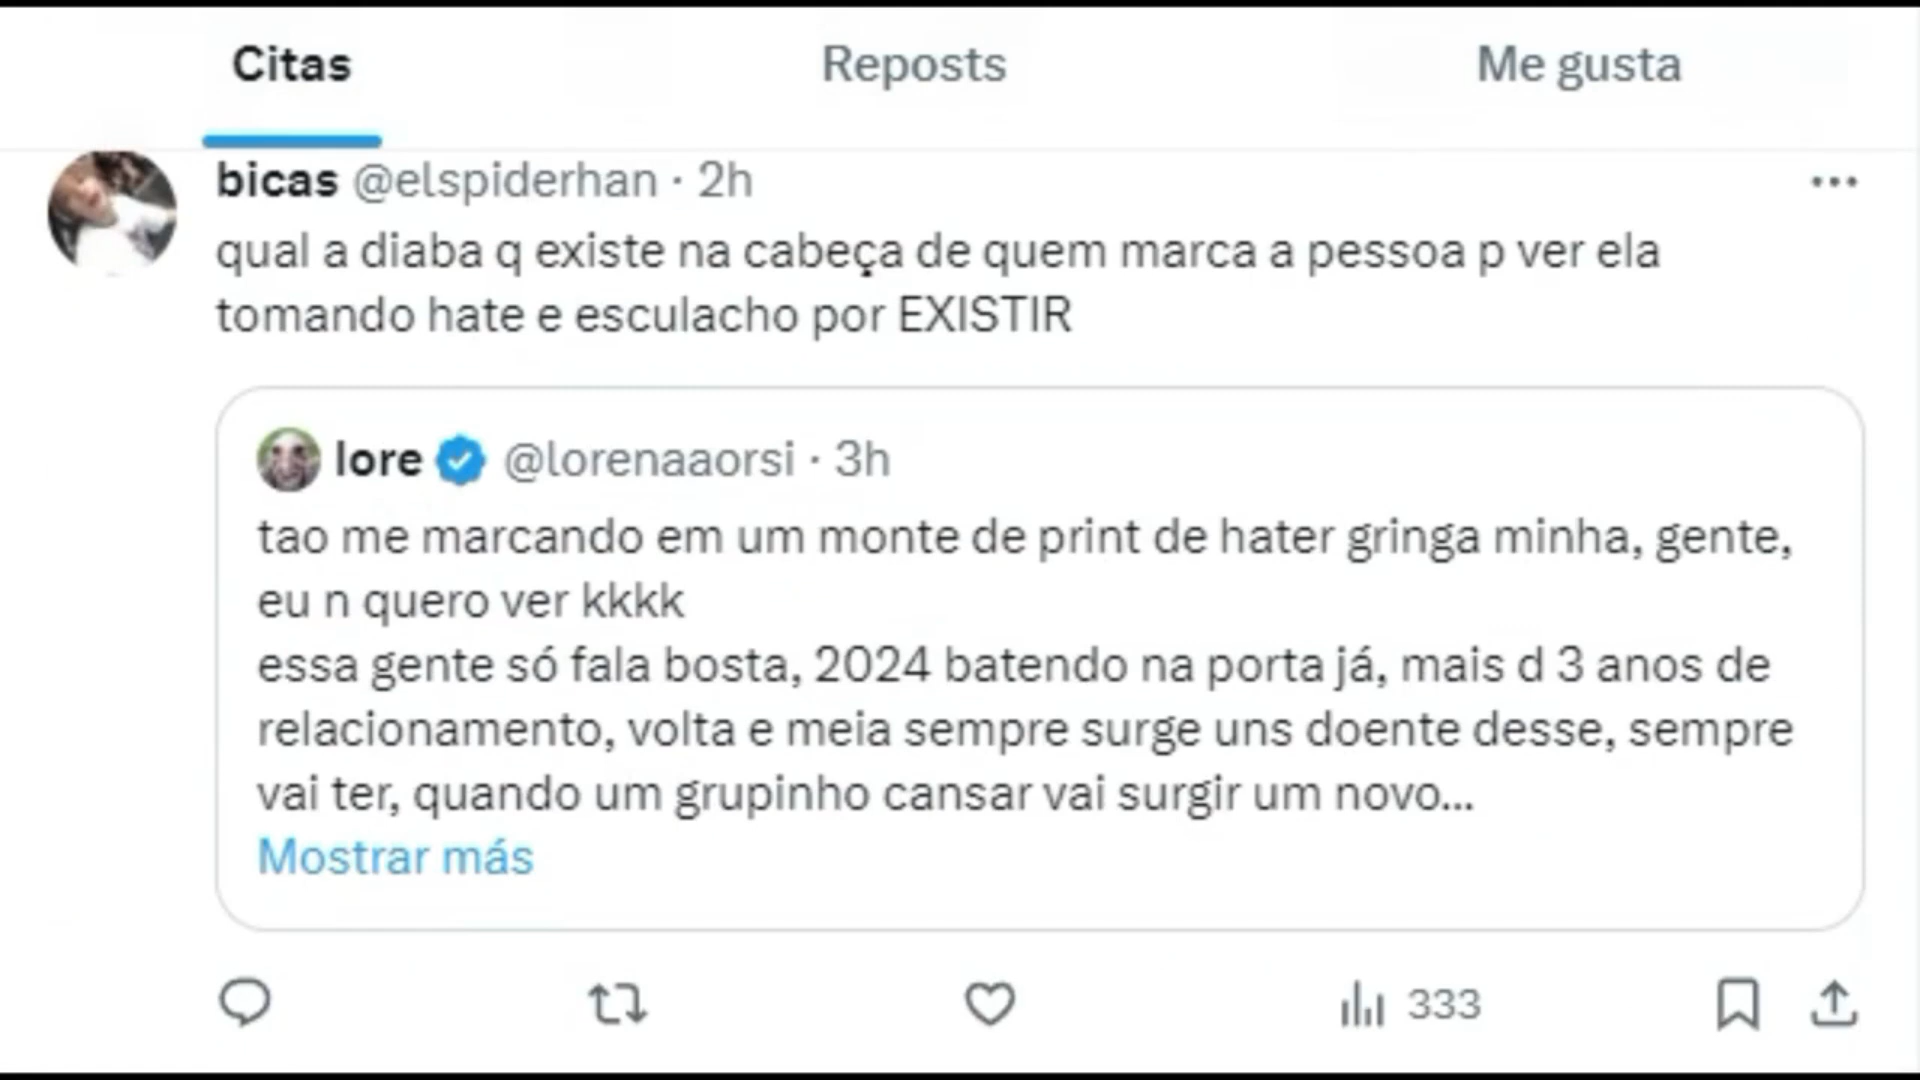 Citas Reposts Me gusta
bicas @elspiderhan · 2h
qual a diaba q existe na cabeça de quem marca a pessoa p ver ela
tomando hate e esculacho por EXISTIR
lore @lorenaaorsi · 3h
tao me marcando em um monte de print de hater gringa minha, gente,
eu n quero ver kkkk
essa gente só fala bosta, 2024 batendo na porta já, mais d 3 anos de
relacionamento, volta e meia sempre surge uns doente desse, sempre
vai ter, quando um grupinho cansar vai surgir um novo...
Mostrar más
333